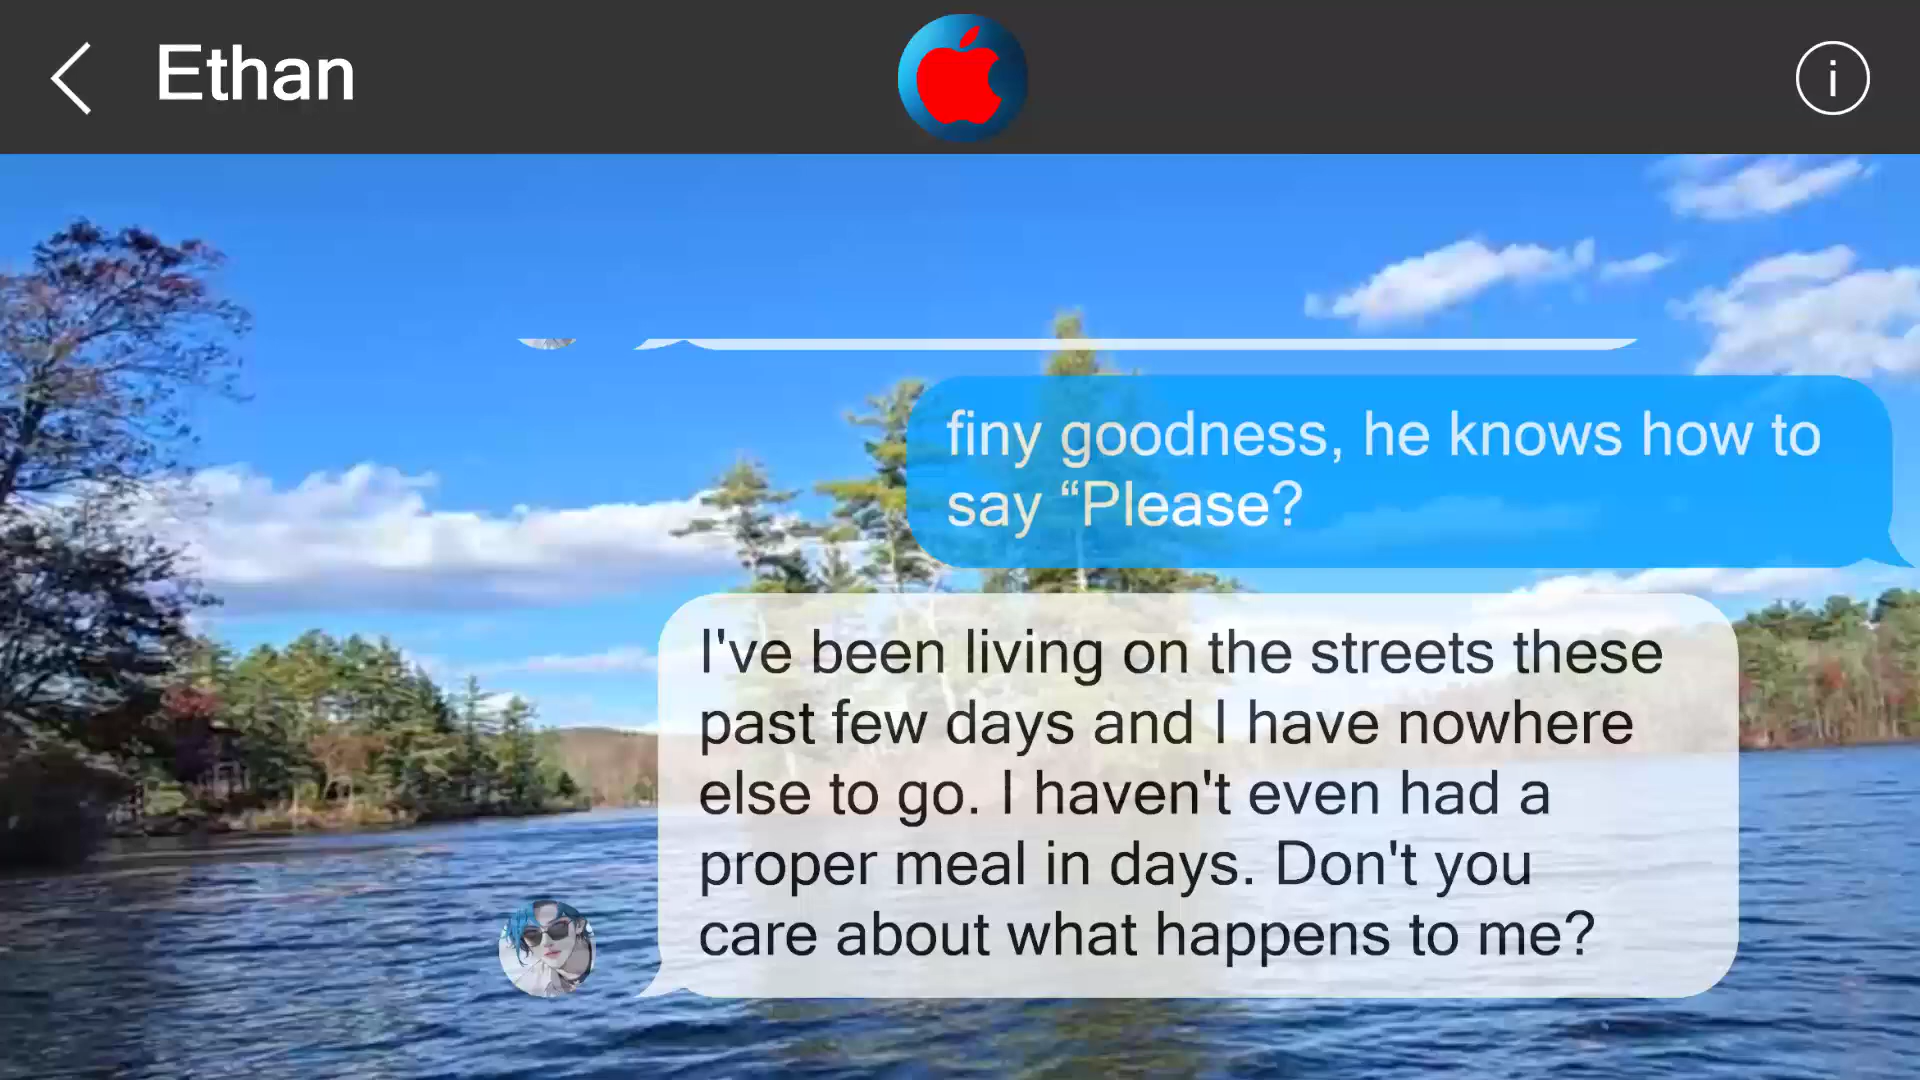 Ethan
i
finy goodness, he knows how to
say “Please?
I've been living on the streets these
past few days and I have nowhere
else to go. I haven't even had a
proper meal in days. Don't you
care about what happens to me?